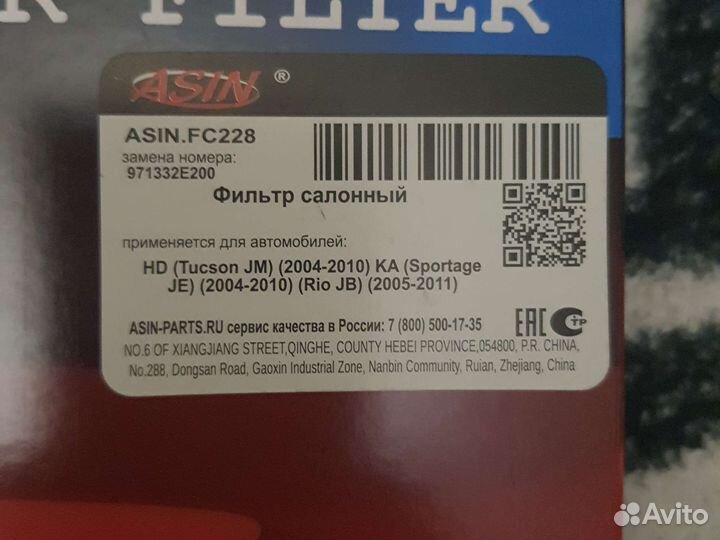 R FILTER
ASIN ®
ASIN.FC228
замена номера:
971332E200
Фильтр салонный
применяется для автомобилей:
HD (Tucson JM) (2004-2010) KA (Sportage
JE) (2004-2010) (Rio JB) (2005-2011)
ASIN-PARTS.RU сервис качества в России: 7 (800) 500-17-35
EAC СТР
NO.6 OF XIANGJIANG STREET,QINGHE, COUNTY HEBEI PROVINCE,054800, P.R. CHINA,
No.288, Dongsan Road, Gaoxin Industrial Zone, Nanbin Community, Ruian, Zhejiang, China
Avito